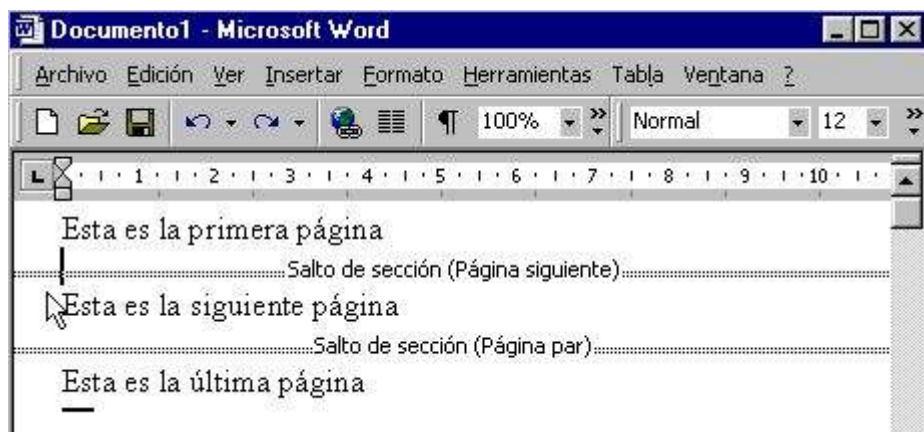 Documento1 - Microsoft Word
Archivo Edición Ver Insertar Formato Herramientas Tabla Ventana ?
¶ 100% » Normal 12 »
L 1 2 3 4 5 6 7 8 9 10
Esta es la primera página
Salto de sección (Página siguiente)
Esta es la siguiente página
Salto de sección (Página par)
Esta es la última página